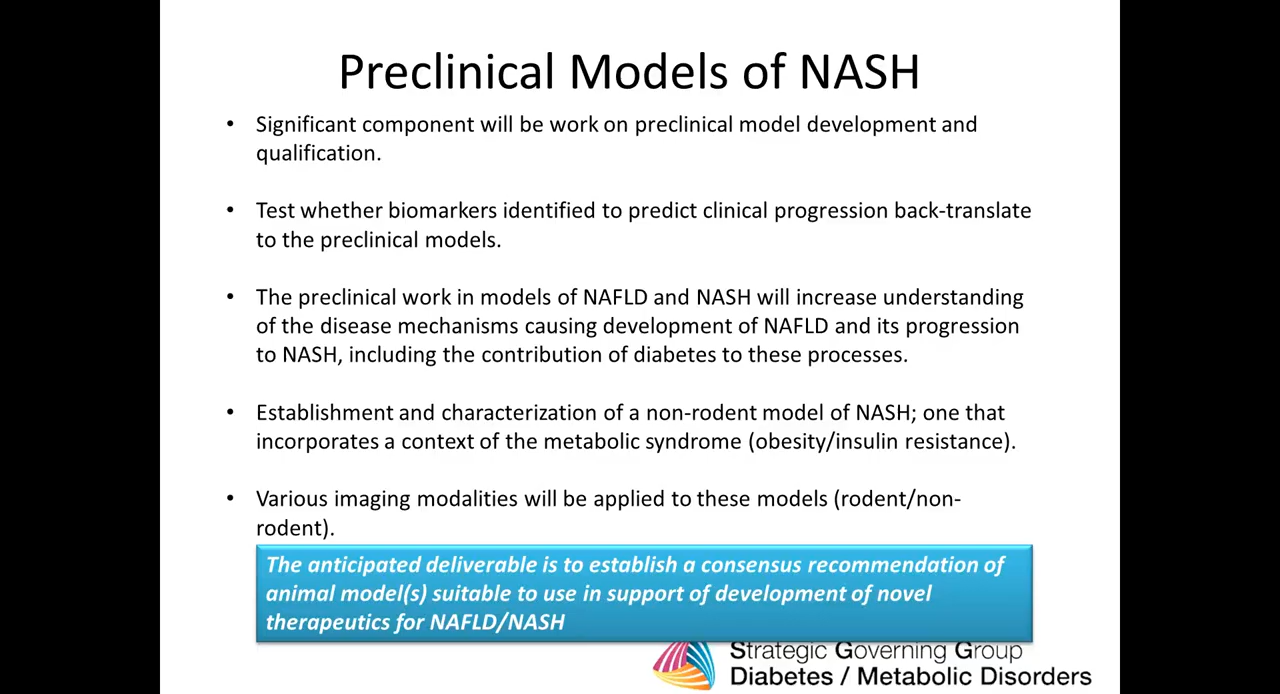 Preclinical Models of NASH
• Significant component will be work on preclinical model development and
qualification.
• Test whether biomarkers identified to predict clinical progression back-translate
to the preclinical models.
• The preclinical work in models of NAFLD and NASH will increase understanding
of the disease mechanisms causing development of NAFLD and its progression
to NASH, including the contribution of diabetes to these processes.
• Establishment and characterization of a non-rodent model of NASH; one that
incorporates a context of the metabolic syndrome (obesity/insulin resistance).
• Various imaging modalities will be applied to these models (rodent/non-
rodent).
The anticipated deliverable is to establish a consensus recommendation of
animal model(s) suitable to use in support of development of novel
therapeutics for NAFLD/NASH
Strategic Governing Group
Diabetes / Metabolic Disorders